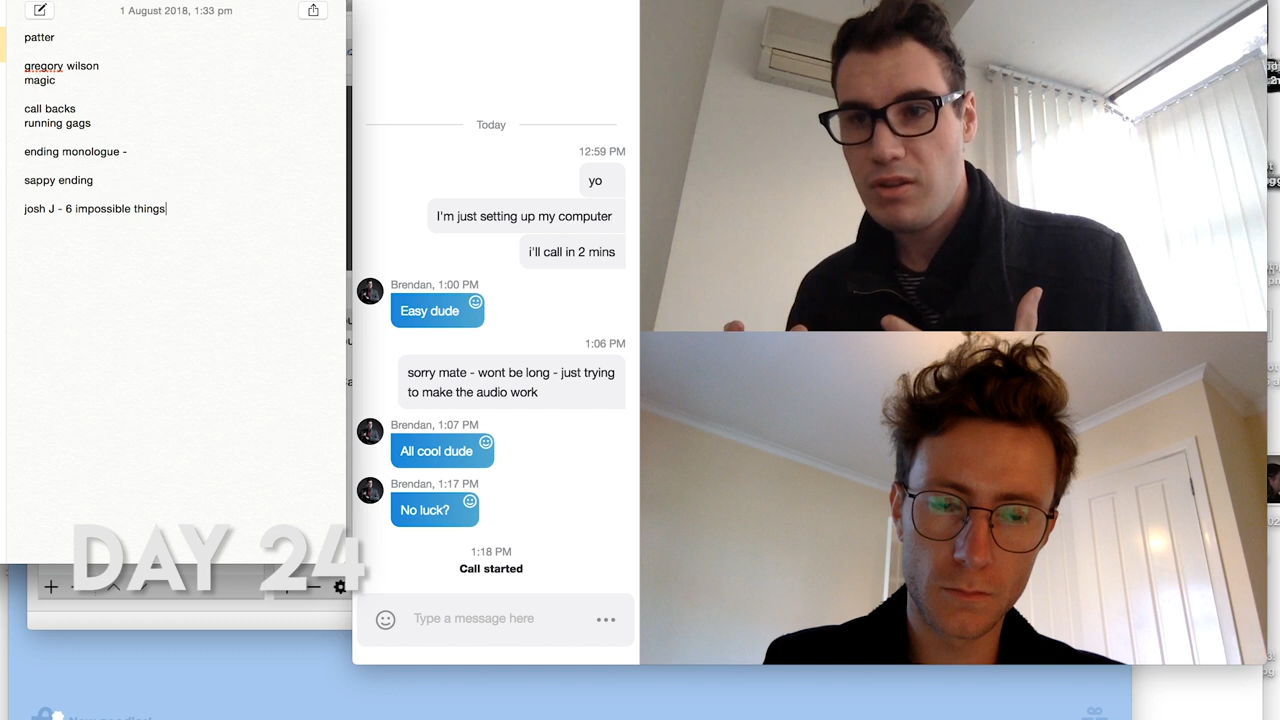 1 August 2018, 1:33 pm
patter
gregory wilson
magic
call backs
running gags
ending monologue -
sappy ending
josh J - 6 impossible things
Today
12:59 PM
yo
I'm just setting up my computer
i'll call in 2 mins
Brendan, 1:00 PM
Easy dude
1:06 PM
sorry mate - wont be long - just trying
to make the audio work
Brendan, 1:07 PM
All cool dude
Brendan, 1:17 PM
No luck?
1:18 PM
Call started
Type a message here
DAY 24